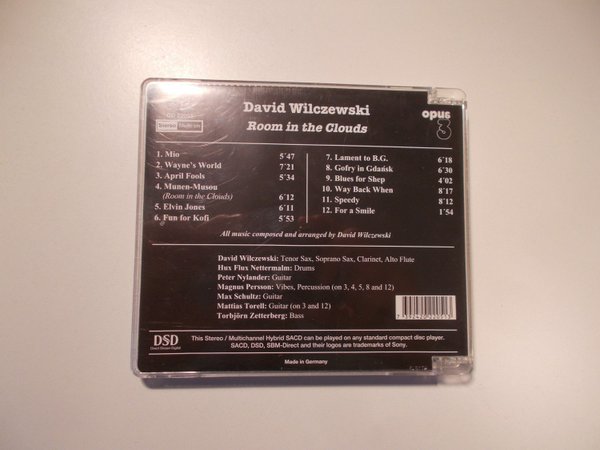 David Wilczewski
Room in the Clouds
opus
3
1. Mio 5'47
2. Wayne's World 7'21
3. April Fools 5'34
4. Munen-Musou
(Room in the Clouds) 6'12
5. Elvin Jones 6'11
6. Fun for Kofi 5'53
7. Lament to B.G. 6'18
8. Gofry in Gdańsk 6'30
9. Blues for Shep 4'02
10. Way Back When 8'17
11. Speedy 8'12
12. For a Smile 1'54
All music composed and arranged by David Wilczewski
David Wilczewski: Tenor Sax, Soprano Sax, Clarinet, Alto Flute
Hux Flux Nettermalm: Drums
Peter Nylander: Guitar
Magnus Persson: Vibes, Percussion (on 3, 4, 5, 8 and 12)
Max Schultz: Guitar
Mattias Torell: Guitar (on 3 and 12)
Torbjörn Zetterberg: Bass
DSD
Direct Stream Digital
This Stereo / Multichannel Hybrid SACD can be played on any standard compact disc player.
SACD, DSD, SBM-Direct and their logos are trademarks of Sony.
Made in Germany